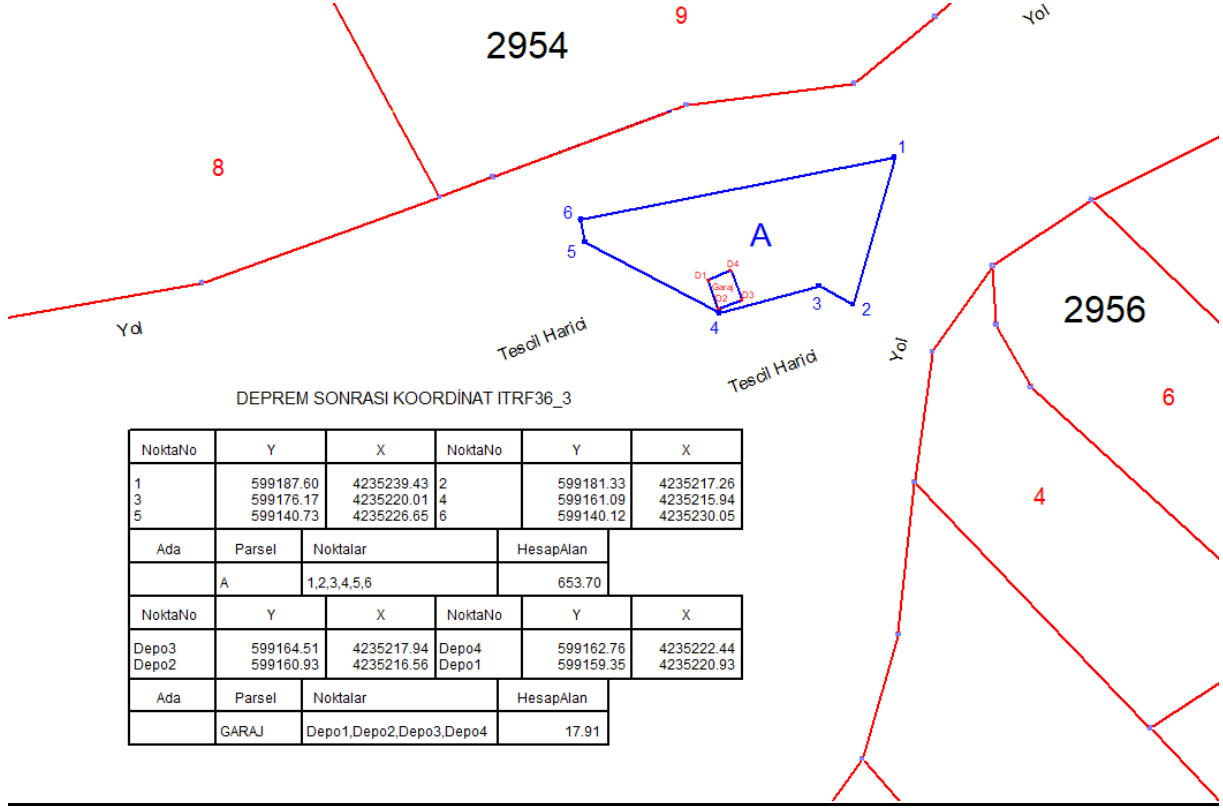 9
Yol
2954
8
1
6
A
5
D4
D1
Garaj
D2
D3
3
2
4
2956
Yol
Tescil Harici
Yol
Tescil Harici
6
4
DEPREM SONRASI KOORDİNAT ITRF36_3
NoktaNo Y X NoktaNo Y X
1 599187.60 4235239.43 2 599181.33 4235217.26
3 599176.17 4235220.01 4 599161.09 4235215.94
5 599140.73 4235226.65 6 599140.12 4235230.05
Ada Parsel Noktalar HesapAlan
A 1,2,3,4,5,6 653.70
NoktaNo Y X NoktaNo Y X
Depo3 599164.51 4235217.94 Depo4 599162.76 4235222.44
Depo2 599160.93 4235216.56 Depo1 599159.35 4235220.93
Ada Parsel Noktalar HesapAlan
GARAJ Depo1,Depo2,Depo3,Depo4 17.91